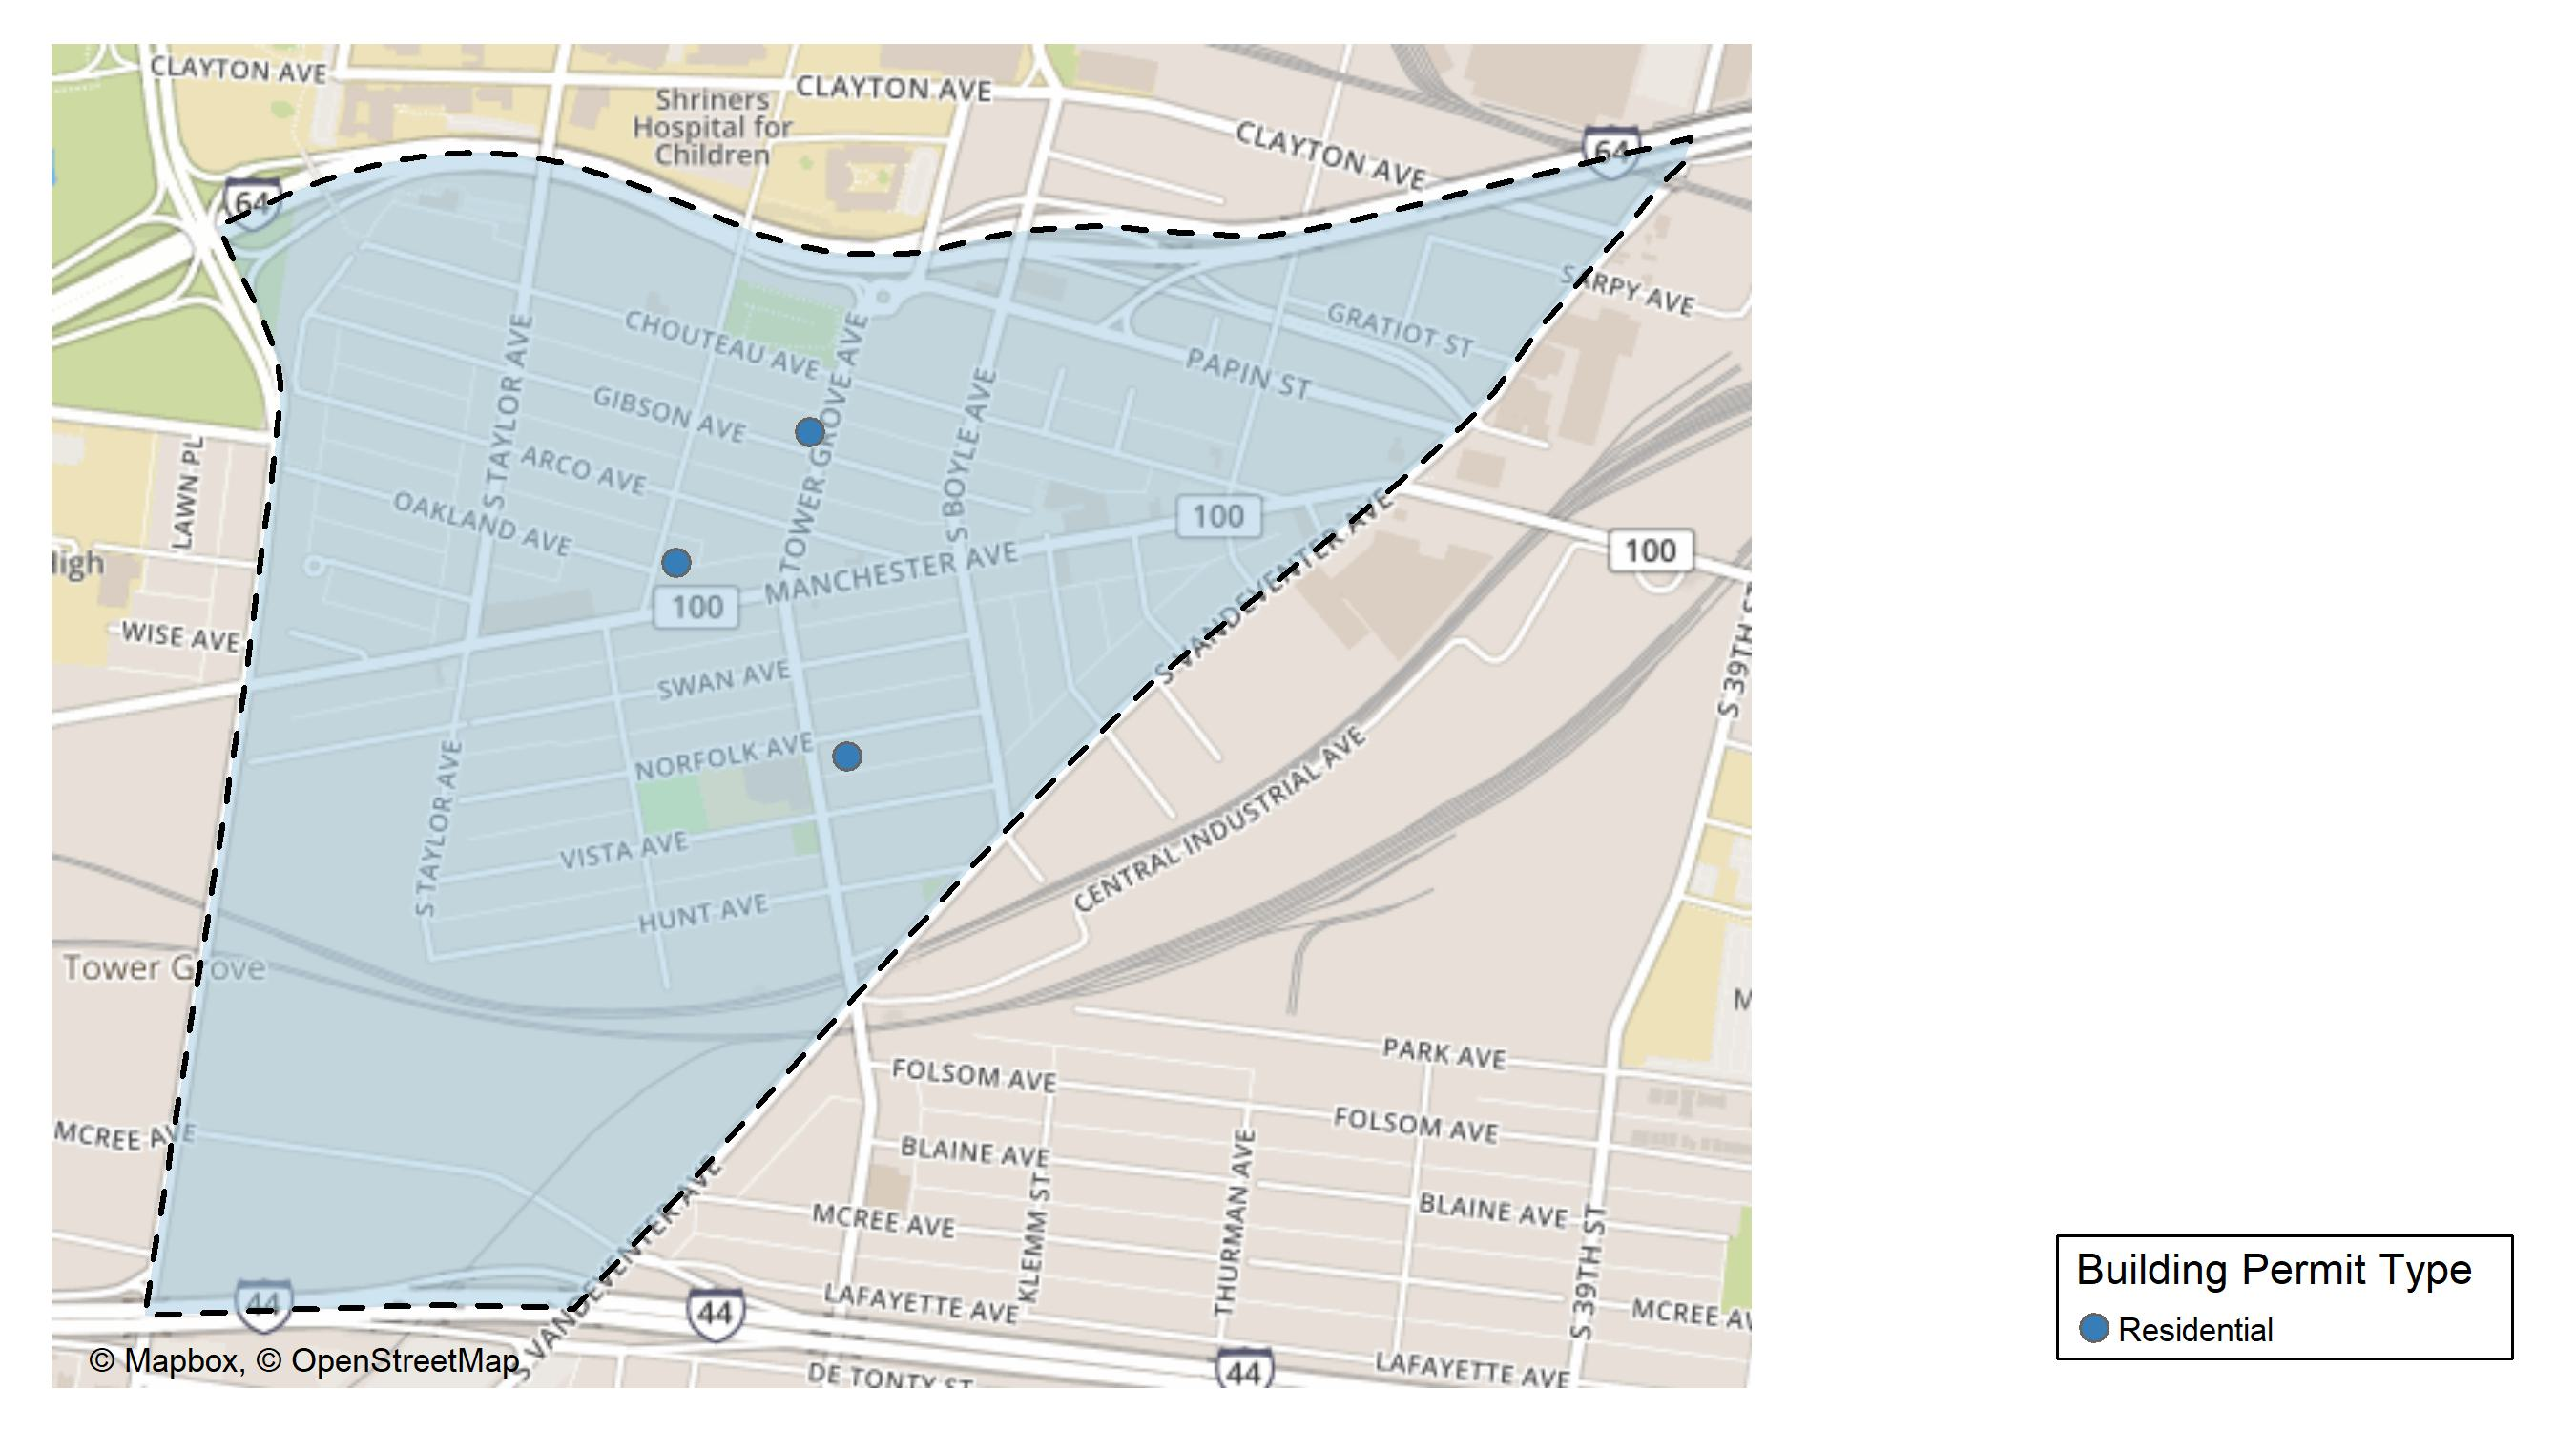 CLAYTON AVE
CLAYTON AVE
Shriners
Hospital for
Children
CLAYTON AVE
64
64
SARPY AVE
GRATIOT ST
CHOUTEAU AVE
PAPIN ST
GIBSON AVE
S TAYLOR AVE
TOWER GROVE AVE
S BOYLE AVE
ARCO AVE
LAWN PL
OAKLAND AVE
100
100
S VANDEVENTER AVE
MANCHESTER AVE
100
WISE AVE
SWAN AVE
S 39TH ST
NORFOLK AVE
S TAYLOR AVE
CENTRAL INDUSTRIAL AVE
VISTA AVE
HUNT AVE
Tower Grove
PARK AVE
FOLSOM AVE
FOLSOM AVE
MCREE AVE
BLAINE AVE
KLEMM ST
THURMAN AVE
BLAINE AVE
S 39TH ST
MCREE AVE
S VANDEVENTER AVE
44
44
LAFAYETTE AVE
MCREE AV
44
LAFAYETTE AVE
DE TONTY ST
© Mapbox, © OpenStreetMap
Building Permit Type
Residential